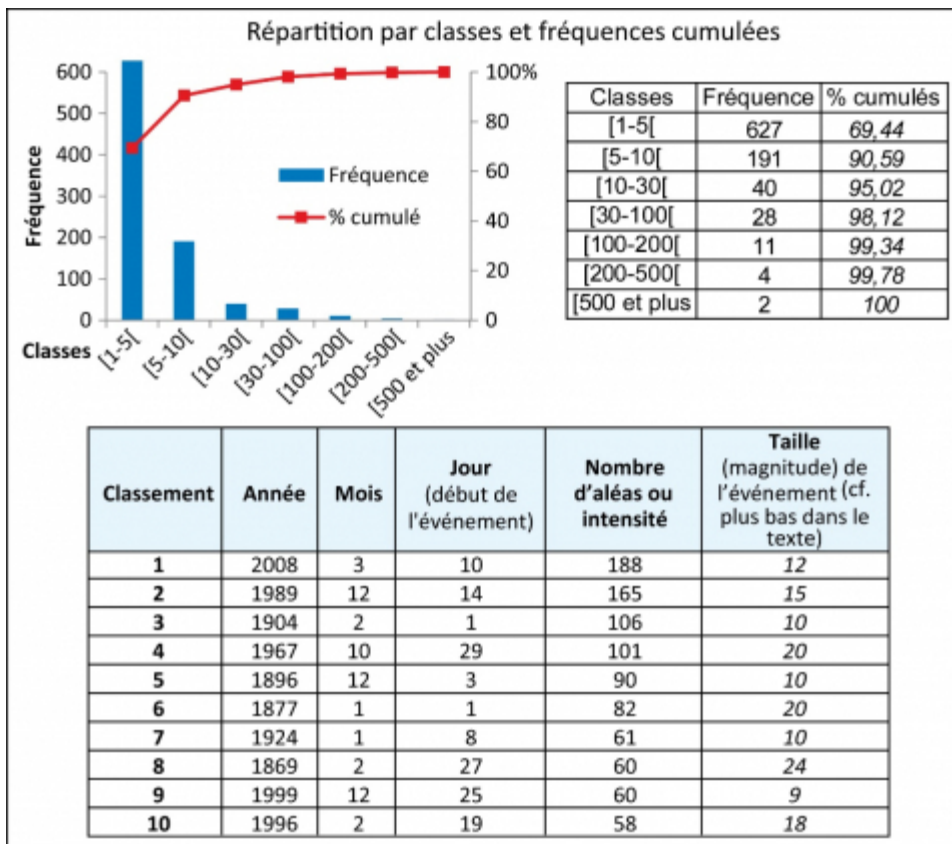 Répartition par classes et fréquences cumulées
600
500
400
300
200
100
0
Fréquence
Fréquence
% cumulé
100%
80
60
40
20
0
Classes
[1-5[
[5-10[
[10-30[
[30-100[
[100-200[
[200-500[
[500 et plus
Classes Fréquence % cumulés
[1-5[ 627 69,44
[5-10[ 191 90,59
[10-30[ 40 95,02
[30-100[ 28 98,12
[100-200[ 11 99,34
[200-500[ 4 99,78
[500 et plus 2 100
Classement Année Mois Jour (début de l'événement) Nombre d'aléas ou intensité Taille (magnitude) de l'événement (cf. plus bas dans le texte)
1 2008 3 10 188 12
2 1989 12 14 165 15
3 1904 2 1 106 10
4 1967 10 29 101 20
5 1896 12 3 90 10
6 1877 1 1 82 20
7 1924 1 8 61 10
8 1869 2 27 60 24
9 1999 12 25 60 9
10 1996 2 19 58 18